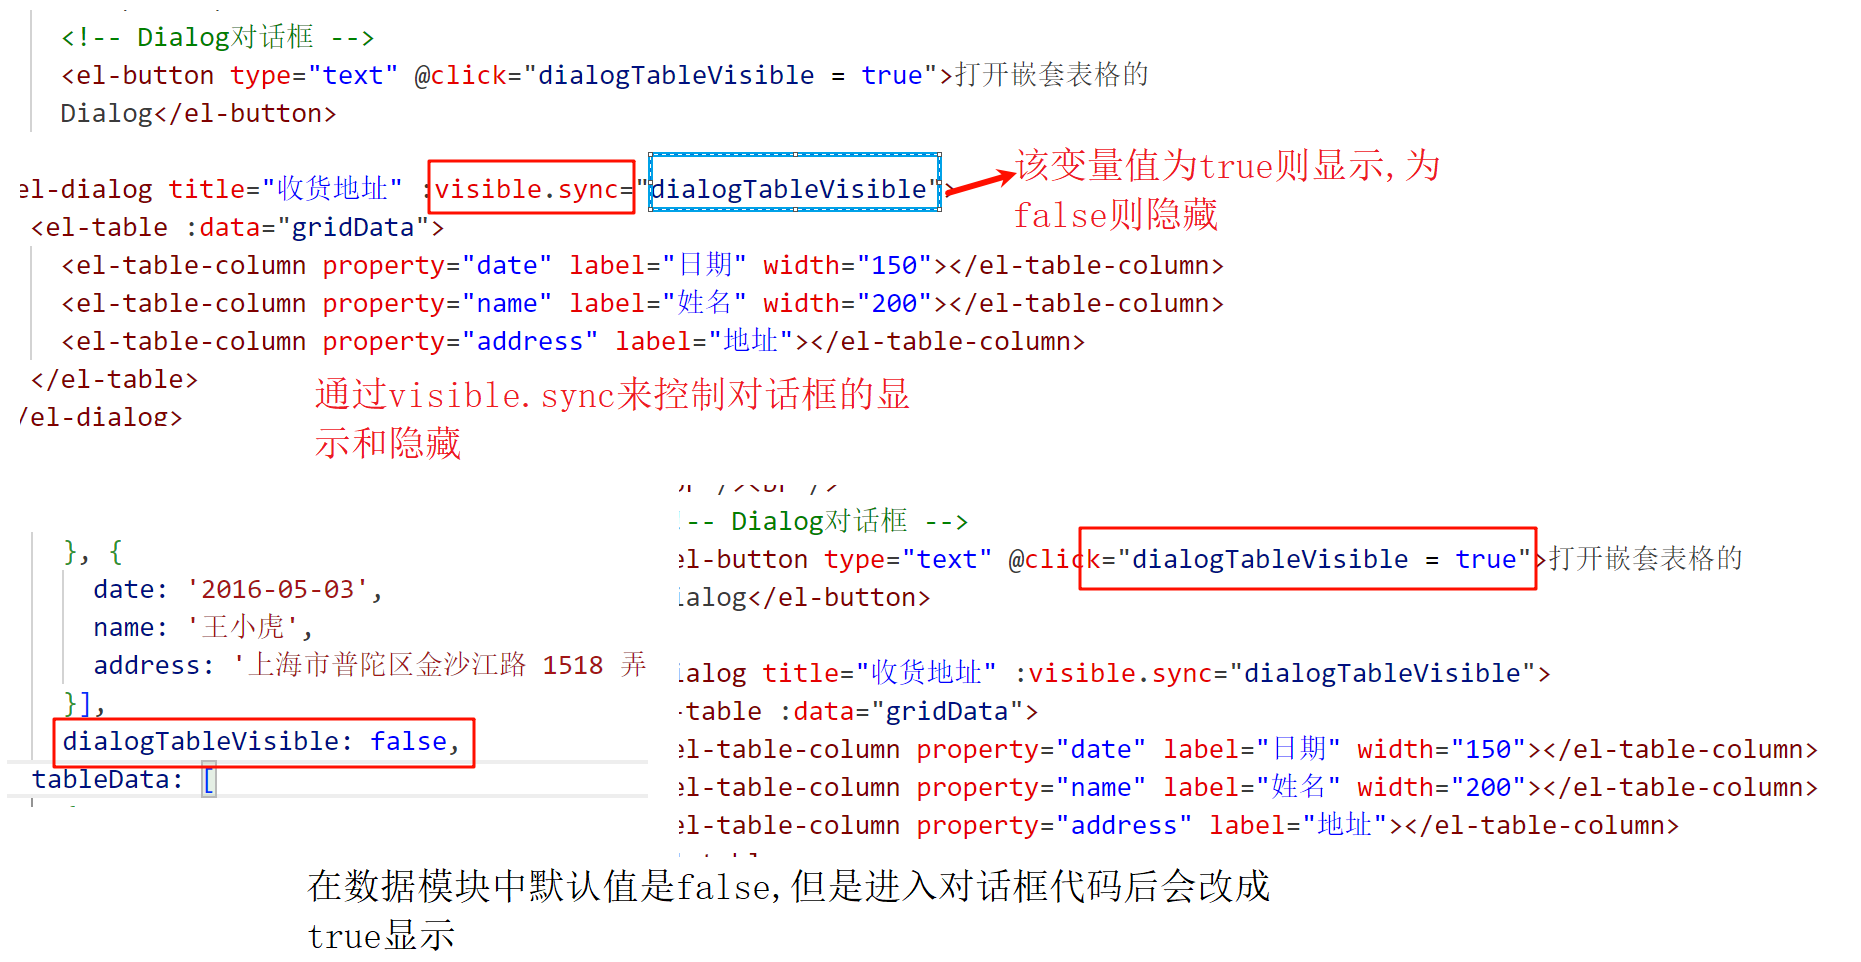 <!-- Dialog对话框 -->
<el-button type="text" @click="dialogTableVisible = true">打开嵌套表格的
Dialog</el-button>
el-dialog title="收货地址" :visible.sync="dialogTableVisible">
该变量值为true则显示,为
false则隐藏
<el-table :data="gridData">
<el-table-column property="date" label="日期" width="150"></el-table-column>
<el-table-column property="name" label="姓名" width="200"></el-table-column>
<el-table-column property="address" label="地址"></el-table-column>
</el-table>
/el-dialog>
通过visible.sync来控制对话框的显
示和隐藏
}, {
date: '2016-05-03',
name: '王小虎',
address: '上海市普陀区金沙江路 1518 弄
}],
dialogTableVisible: false,
tableData: [
-- Dialog对话框 -->
el-button type="text" @click="dialogTableVisible = true">打开嵌套表格的
ialog</el-button>
ialog title="收货地址" :visible.sync="dialogTableVisible">
-table :data="gridData">
el-table-column property="date" label="日期" width="150"></el-table-column>
el-table-column property="name" label="姓名" width="200"></el-table-column>
el-table-column property="address" label="地址"></el-table-column>
在数据模块中默认值是false,但是进入对话框代码后会改成
true显示